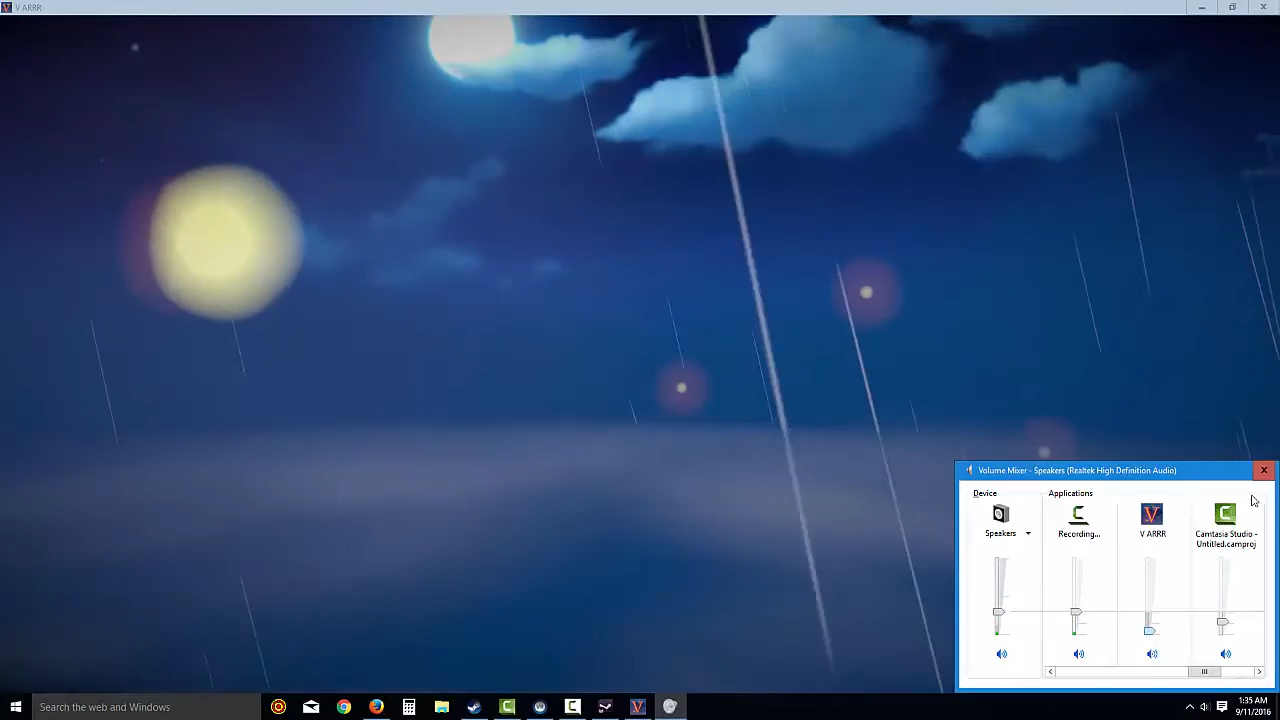 V ARRR
Volume Mixer - Speakers (Realtek High Definition Audio)
Device
Applications
Speakers
Recording...
V ARRR
Camtasia Studio -
Untitled.camproj
Search the web and Windows
1:35 AM
9/11/2016